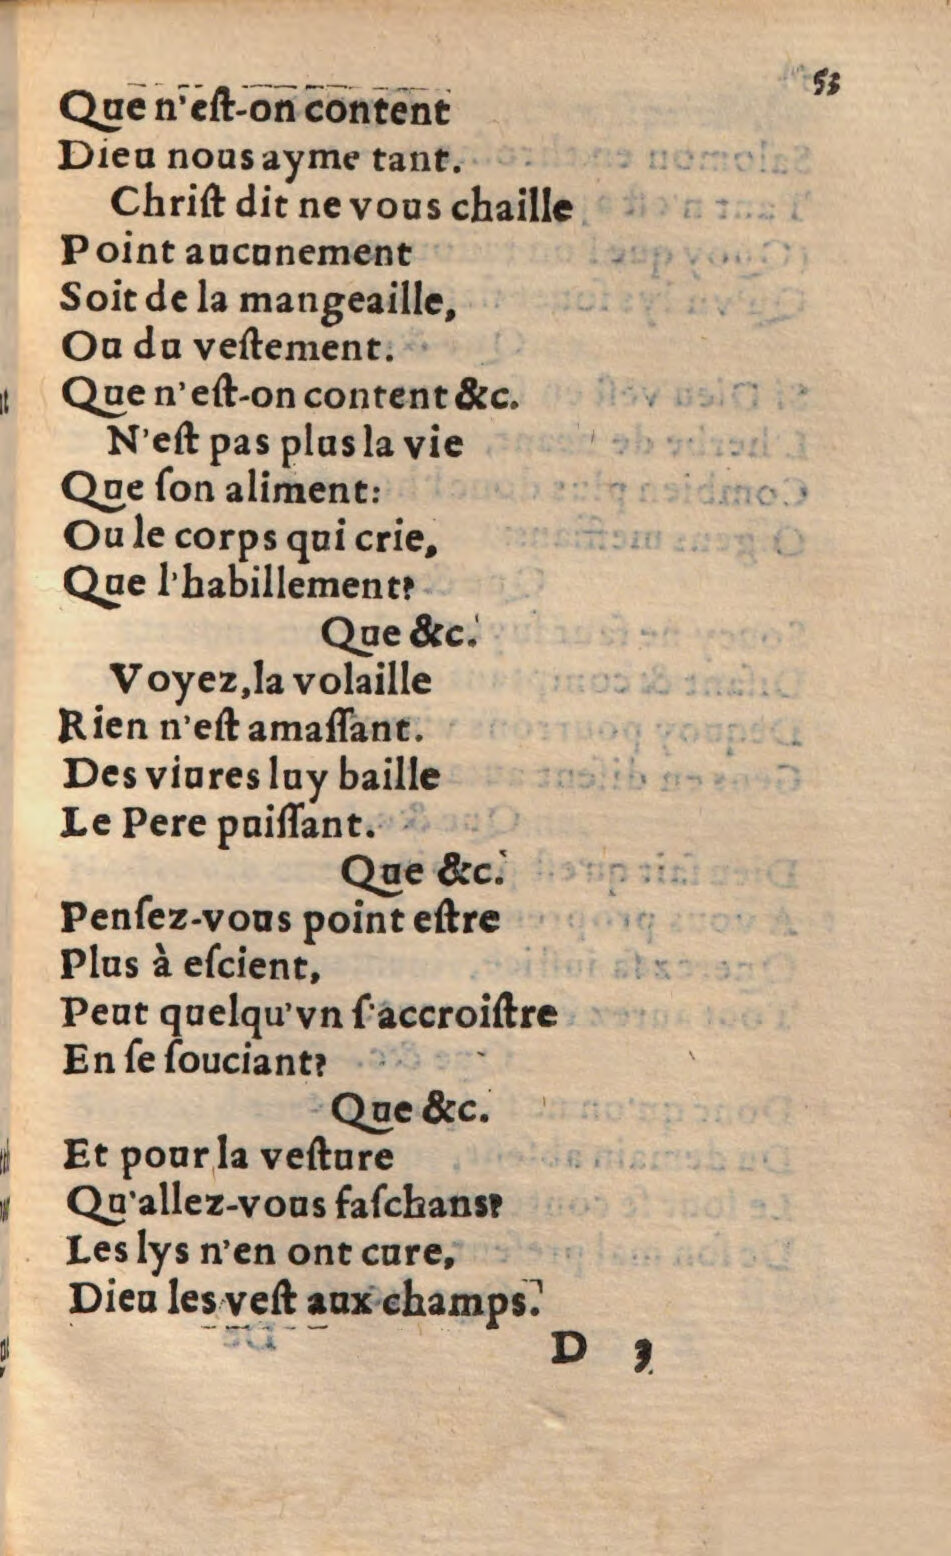 53
Que n'eſt-on content
Dieu nous ayme tant.
Chriſt dit ne vous chaille
Point aucunement
Soit de la mangeaille,
Ou du veſtement.
Que n'eſt-on content &c.
N'eſt pas plus la vie
Que ſon aliment:
Ou le corps qui crie,
Que l'habillement?
Que &c.
Voyez, la volaille
Rien n'eſt amaſſant.
Des viures luy baille
Le Pere puiſſant.
Que &c.
Penſez-vous point eſtre
Plus à eſcient,
Peut quelqu'vn ſ'accroiſtre
En ſe ſouciant?
Que &c.
Et pour la veſture
Qu'allez-vous faſchans?
Les lys n'en ont cure,
Dieu les veſt aux champs.
D 3